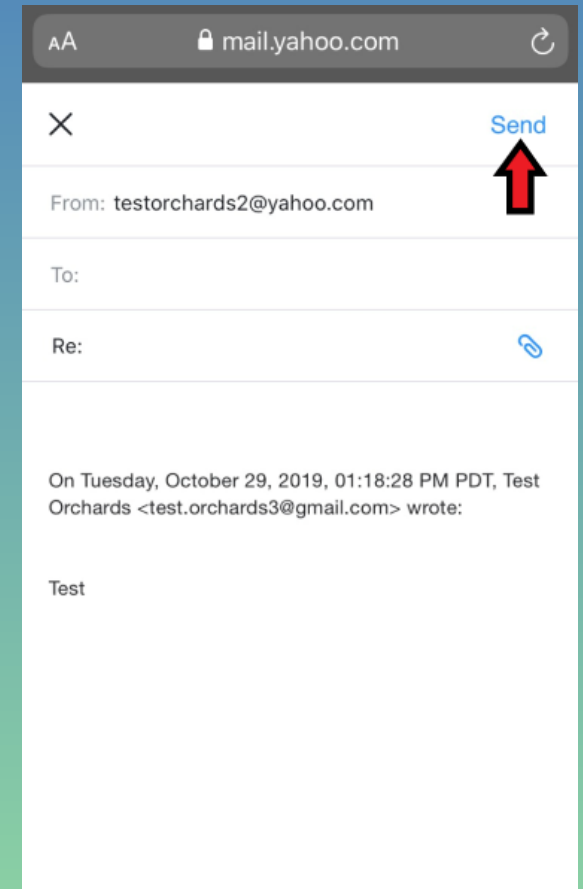 AA mail.yahoo.com
Send
From: testorchards2@yahoo.com
To:
Re:
On Tuesday, October 29, 2019, 01:18:28 PM PDT, Test
Orchards <test.orchards3@gmail.com> wrote:
Test